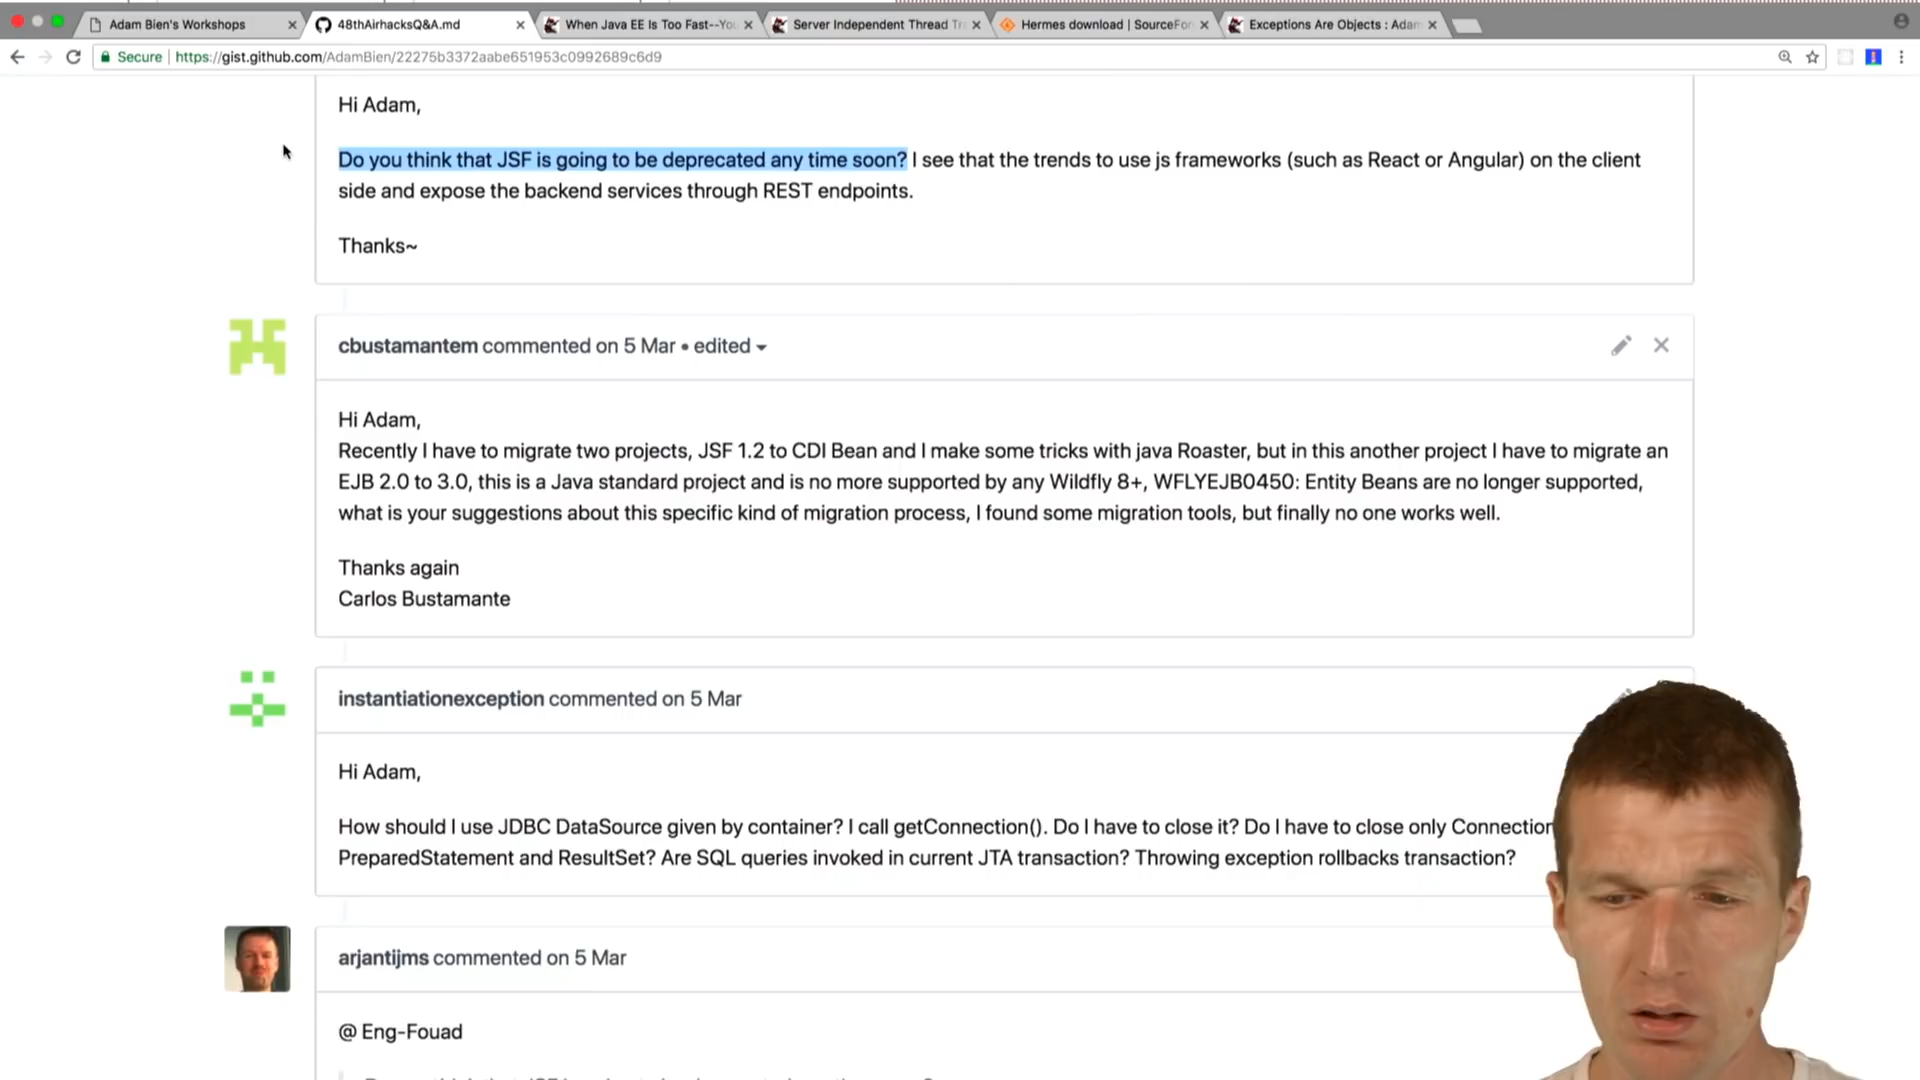 Adam Bien's Workshops
48thAirhacksQ&A.md
When Java EE Is Too Fast--You
Server Independent Thread Tr
Hermes download | SourceFor
Exceptions Are Objects : Adam
Secure https://gist.github.com/AdamBien/22275b3372aabe651953c0992689c6d9
Hi Adam,
Do you think that JSF is going to be deprecated any time soon? I see that the trends to use js frameworks (such as React or Angular) on the client
side and expose the backend services through REST endpoints.
Thanks~
cbustamantem commented on 5 Mar • edited
Hi Adam,
Recently I have to migrate two projects, JSF 1.2 to CDI Bean and I make some tricks with java Roaster, but in this another project I have to migrate an
EJB 2.0 to 3.0, this is a Java standard project and is no more supported by any Wildfly 8+, WFLYEJB0450: Entity Beans are no longer supported,
what is your suggestions about this specific kind of migration process, I found some migration tools, but finally no one works well.
Thanks again
Carlos Bustamante
instantiationexception commented on 5 Mar
Hi Adam,
How should I use JDBC DataSource given by container? I call getConnection(). Do I have to close it? Do I have to close only Connection
PreparedStatement and ResultSet? Are SQL queries invoked in current JTA transaction? Throwing exception rollbacks transaction?
arjantijms commented on 5 Mar
@ Eng-Fouad